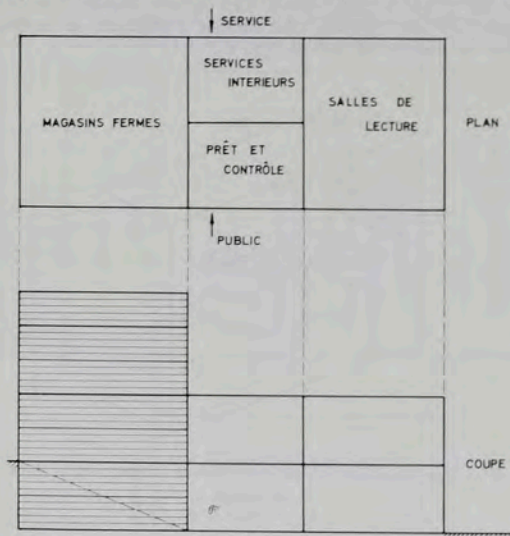 SERVICE
SERVICES
INTERIEURS
MAGASINS FERMES
SALLES DE
LECTURE
PLAN
PRÊT ET
CONTRÔLE
PUBLIC
COUPE